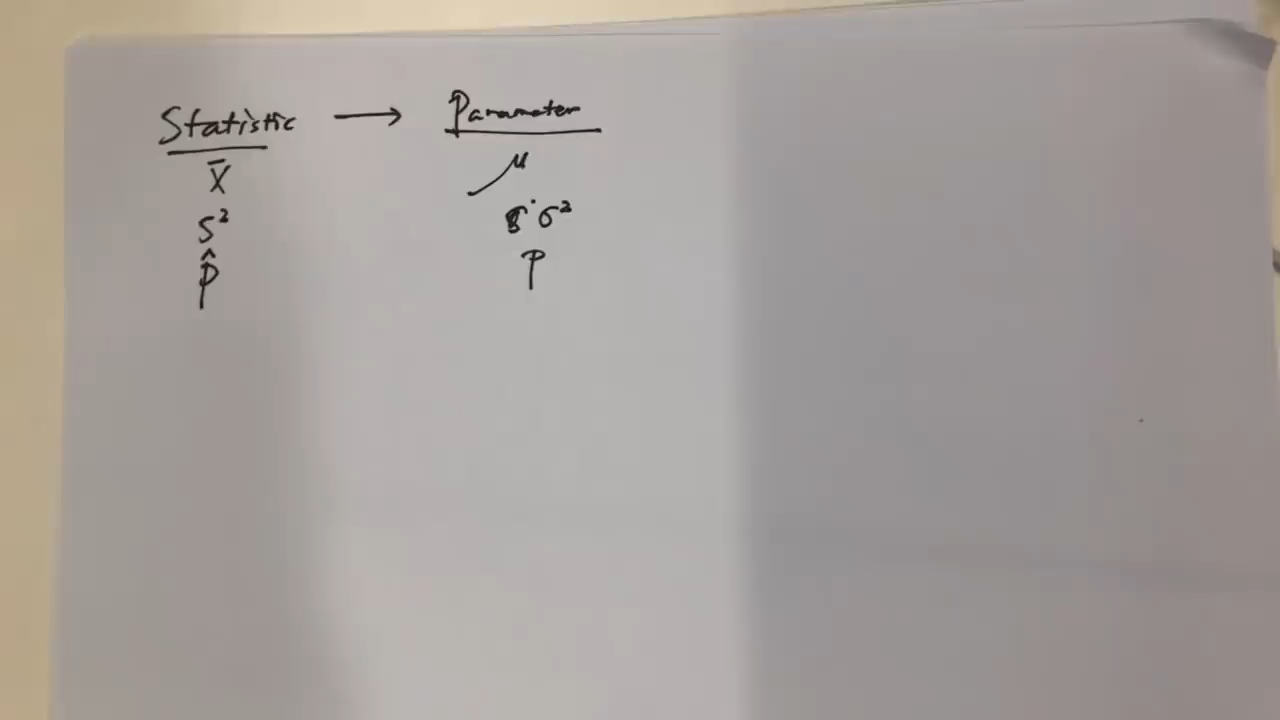 Statistic → Parameter
X̄ μ
S² σ²
p̂ p